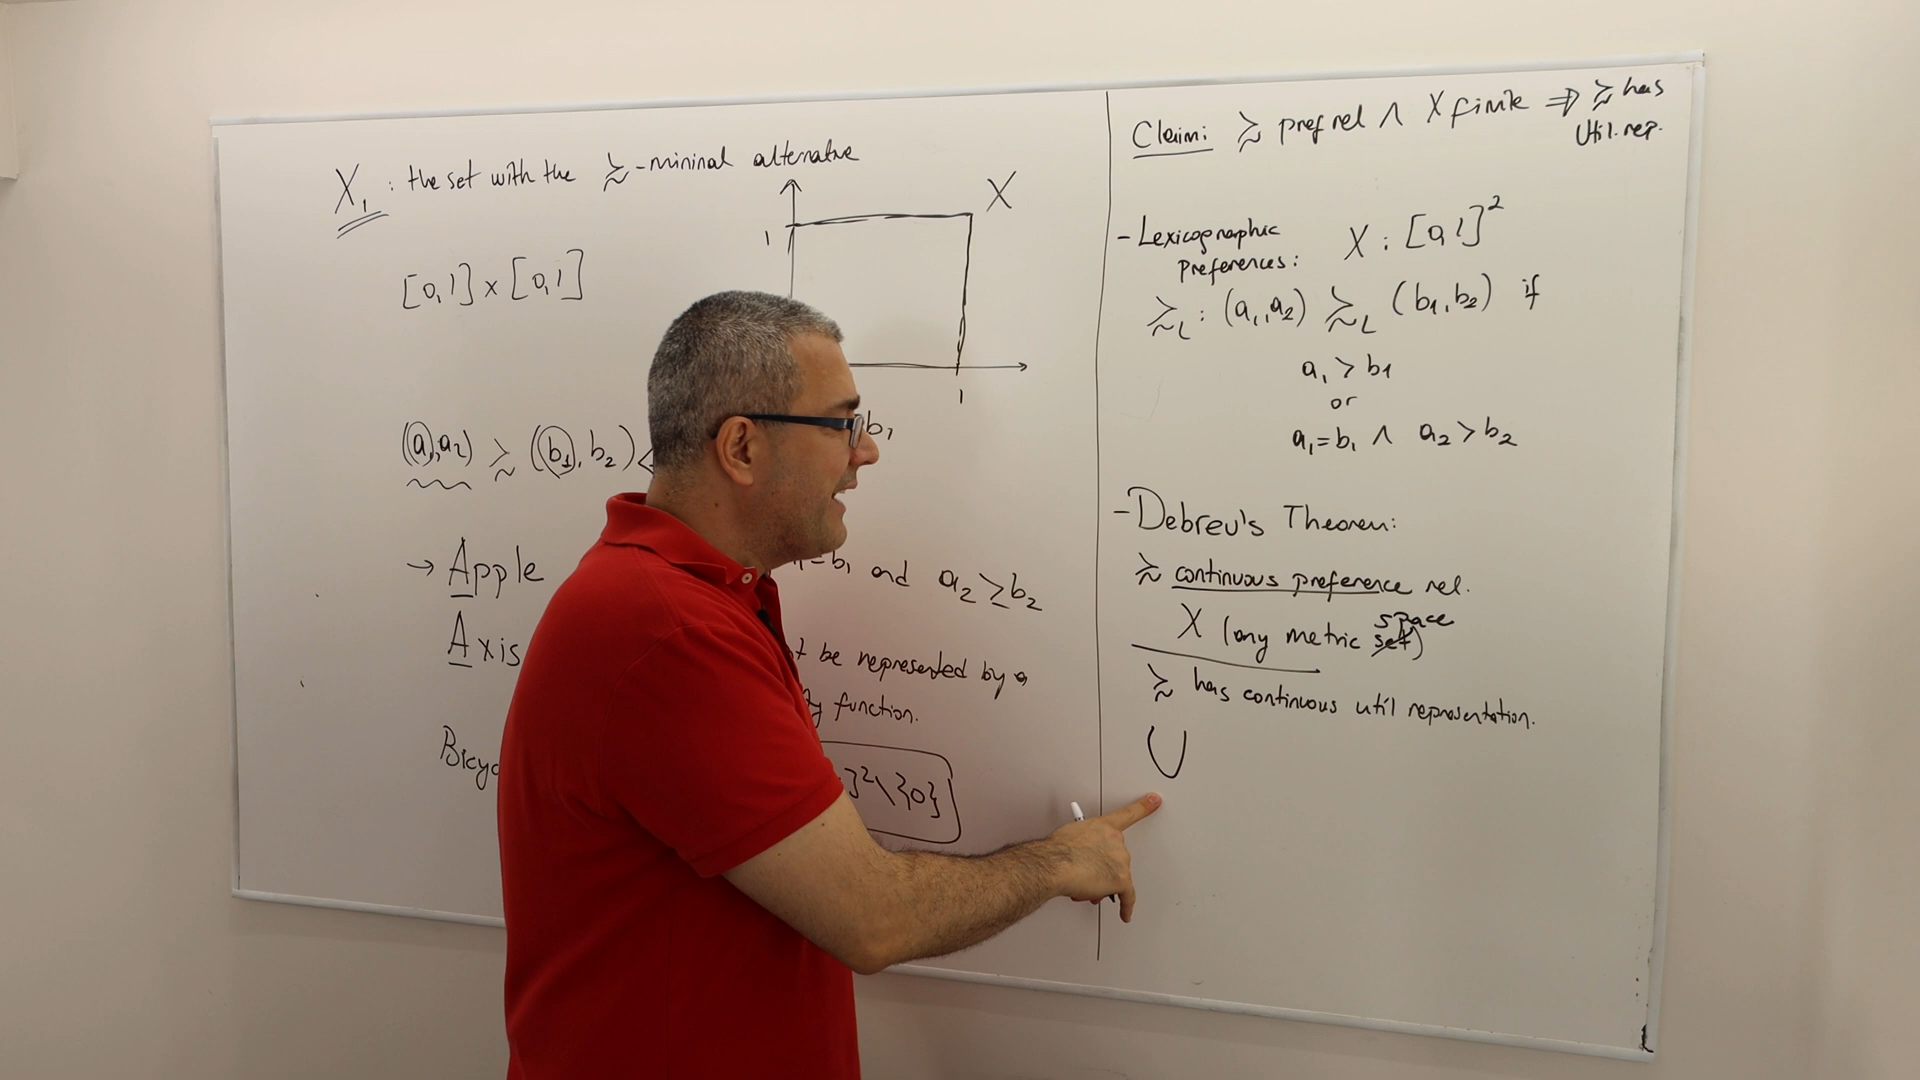 X₁ : the set with the ≿-minimal alternative
X
1
[0,1] x [0,1]
1
(a₁,a₂) ≿ (b₁,b₂) <
b₁
→ Apple
= b₁ and a₂ ≥ b₂
Axis
t be represented by a
function.
Bicyc
]²\{0}
Claim: ≿ pref rel ∧ X finite ⇒ ≿ has
Util. rep.
- Lexicographic
Preferences:
X : [0,1]²
≿L : (a₁,a₂) ≿L (b₁,b₂) if
a₁ > b₁
or
a₁ = b₁ ∧ a₂ > b₂
- Debreu's Theorem:
≿ continuous preference rel.
space
X (any metric set)
≿ has continuous util representation.
U